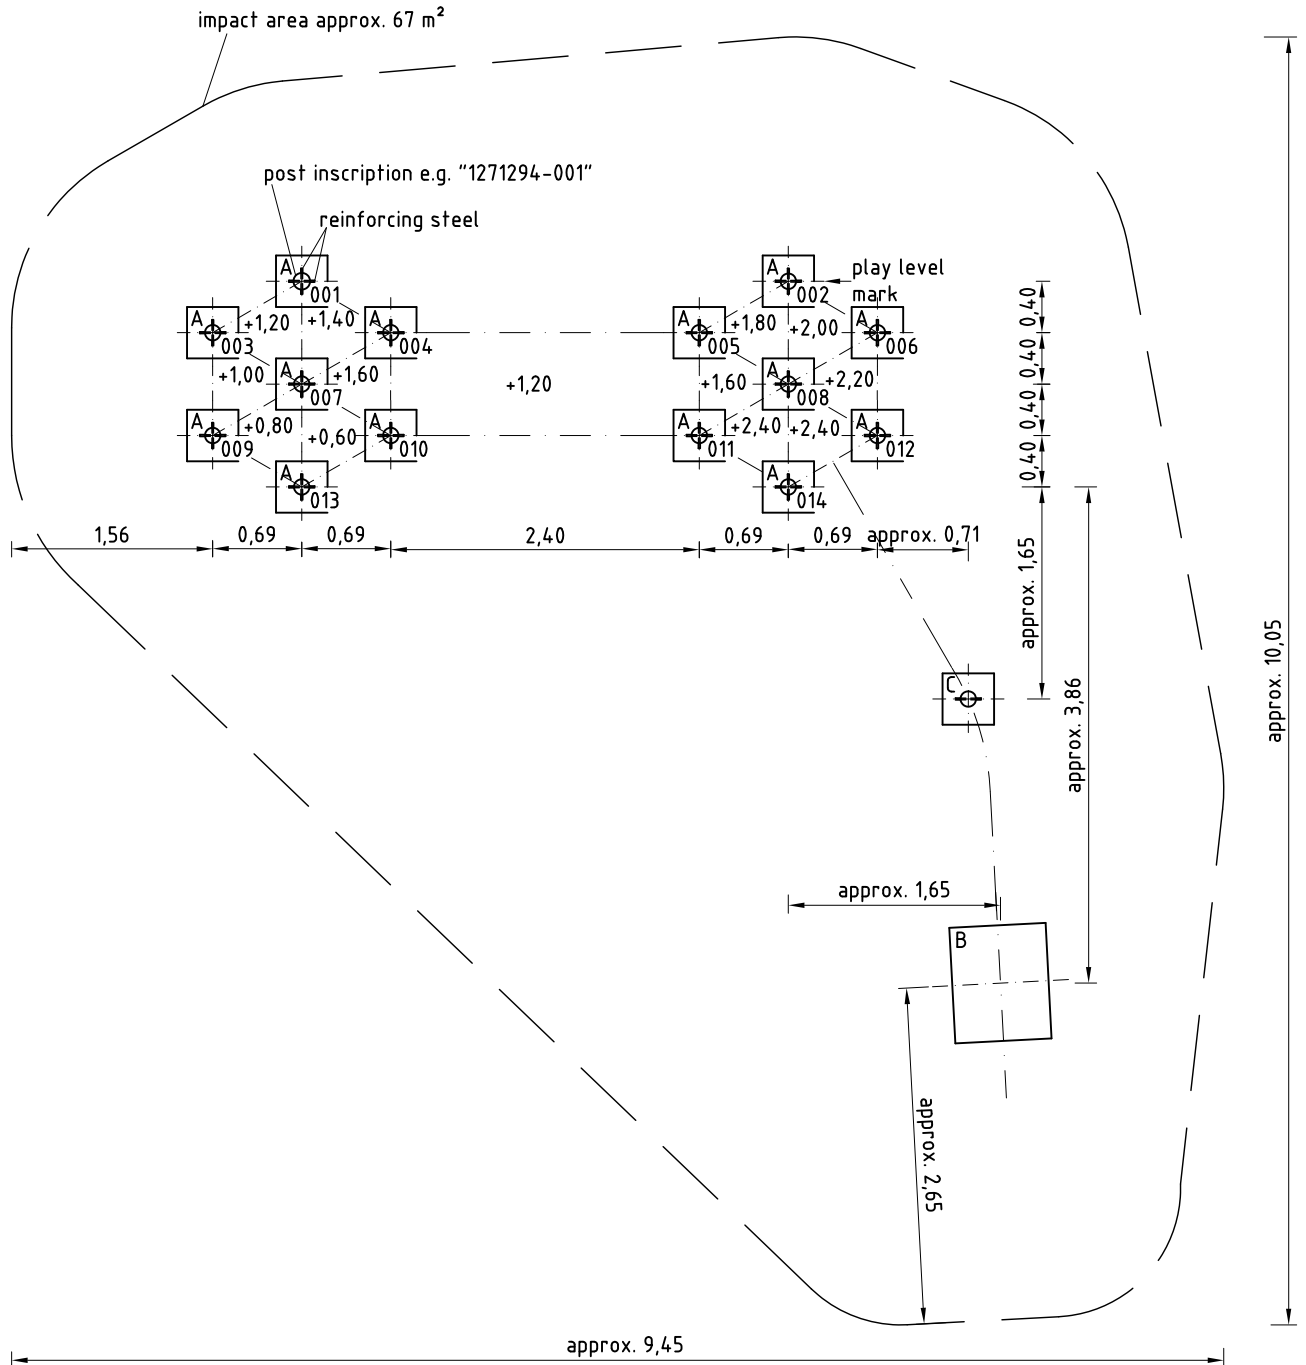 impact area approx. 67 m²
post inscription e.g. "1271294-001"
reinforcing steel
A
001
A
002
play level
mark
A
003
+1,20
+1,40
A
004
A
005
+1,80
+2,00
A
006
0,40
0,40
0,40
0,40
+1,00
A
007
+1,60
+1,20
+1,60
A
008
+2,20
A
009
+0,80
+0,60
A
010
A
011
+2,40
+2,40
A
012
A
013
A
014
1,56
0,69
0,69
2,40
0,69
0,69
approx. 0,71
approx. 1,65
approx. 3,86
approx. 10,05
C
approx. 1,65
B
approx. 2,65
approx. 9,45